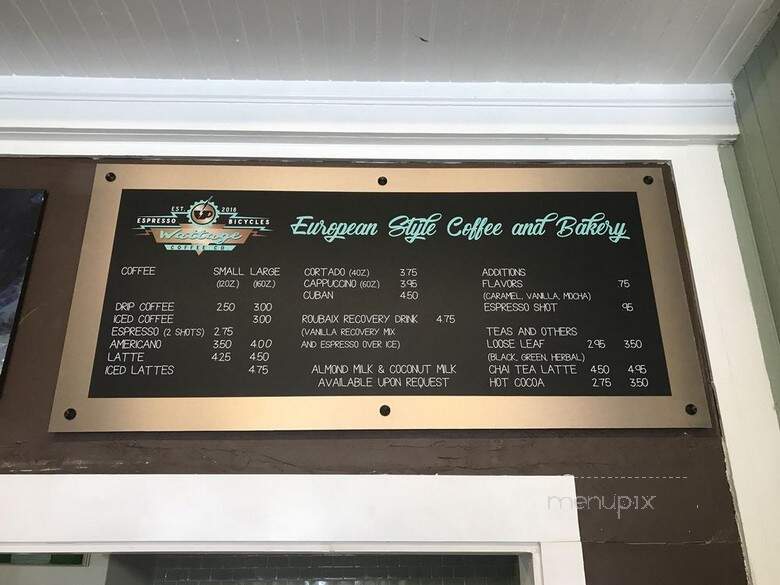 EST. 2016
ESPRESSO BICYCLES
Wattage
COFFEE CO.
European Style Coffee and Bakery
COFFEE SMALL LARGE
(12OZ) (16OZ)
DRIP COFFEE 2.50 3.00
ICED COFFEE 3.00
ESPRESSO (2 SHOTS) 2.75
AMERICANO 3.50 4.00
LATTE 4.25 4.50
ICED LATTES 4.75
CORTADO (4OZ) 3.75
CAPPUCCINO (6OZ) 3.95
CUBAN 4.50
ROUBAIX RECOVERY DRINK 4.75
(VANILLA RECOVERY MIX
AND ESPRESSO OVER ICE)
ALMOND MILK & COCONUT MILK
AVAILABLE UPON REQUEST
ADDITIONS
FLAVORS .75
(CARAMEL, VANILLA, MOCHA)
ESPRESSO SHOT .95
TEAS AND OTHERS
LOOSE LEAF 2.95 3.50
(BLACK, GREEN, HERBAL)
CHAI TEA LATTE 4.50 4.95
HOT COCOA 2.75 3.50
menupix